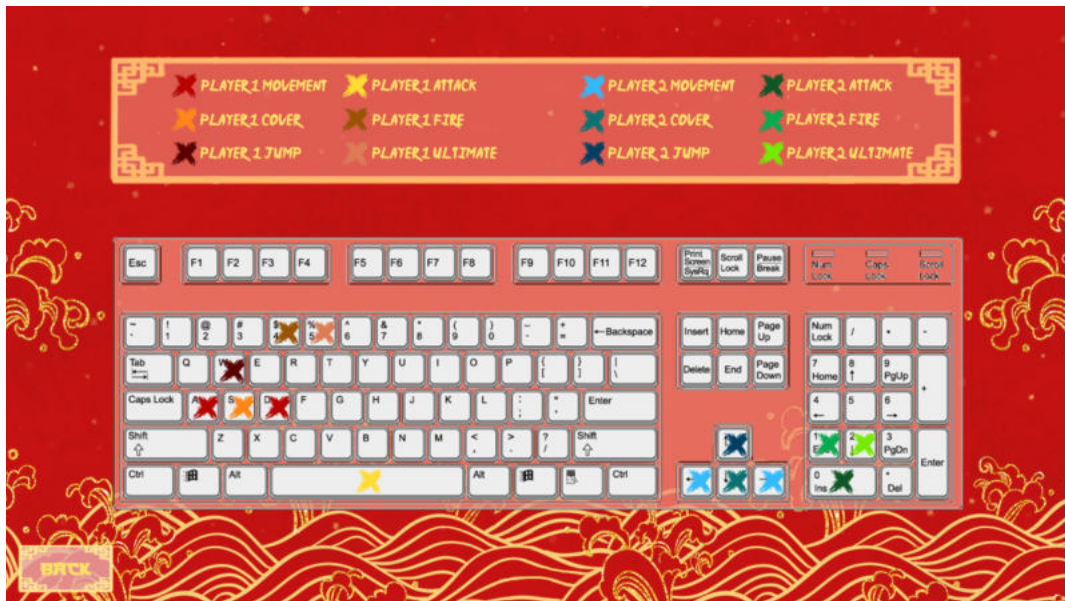 PLAYER 1 MOVEMENT PLAYER 1 ATTACK PLAYER 2 MOVEMENT PLAYER 2 ATTACK
PLAYER 1 COVER PLAYER 1 FIRE PLAYER 2 COVER PLAYER 2 FIRE
PLAYER 1 JUMP PLAYER 1 ULTIMATE PLAYER 2 JUMP PLAYER 2 ULTIMATE
Esc F1 F2 F3 F4 F5 F6 F7 F8 F9 F10 F11 F12 Print Screen SysRq Scroll Lock Pause Break Num Lock Caps Lock Scroll Lock
~ ! @ # $ % ^ & * ( ) _ +
` 1 2 3 4 5 6 7 8 9 0 - = ←Backspace Insert Home Page Up Num Lock / * -
Tab Q W E R T Y U I O P { [ } ] | \ Delete End Page Down 7 Home 8 ↑ 9 PgUp +
Caps Lock A S D F G H J K L : ; " ' Enter 4 ← 5 6 →
Shift Z X C V B N M < , > . ? / Shift 1 2 3 PgDn Enter
Ctrl Alt Alt Ctrl 0 Ins . Del
BACK